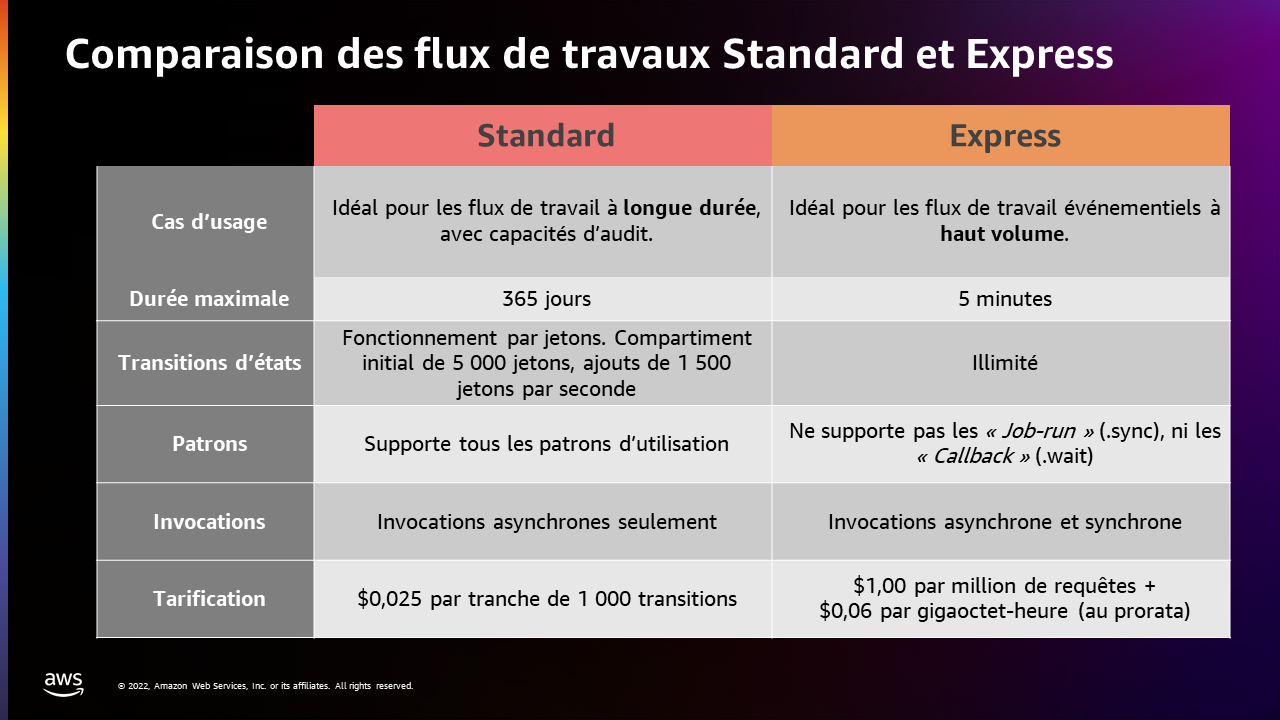 Comparaison des flux de travaux Standard et Express
Standard
Express
Cas d’usage
Idéal pour les flux de travail à longue durée,
avec capacités d’audit.
Idéal pour les flux de travail événementiels à
haut volume.
Durée maximale
365 jours
5 minutes
Transitions d’états
Fonctionnement par jetons. Compartiment
initial de 5 000 jetons, ajouts de 1 500
jetons par seconde
Illimité
Patrons
Supporte tous les patrons d’utilisation
Ne supporte pas les « Job-run » (.sync), ni les
« Callback » (.wait)
Invocations
Invocations asynchrones seulement
Invocations asynchrone et synchrone
Tarification
$0,025 par tranche de 1 000 transitions
$1,00 par million de requêtes +
$0,06 par gigaoctet-heure (au prorata)
aws
© 2022, Amazon Web Services, Inc. or its affiliates. All rights reserved.